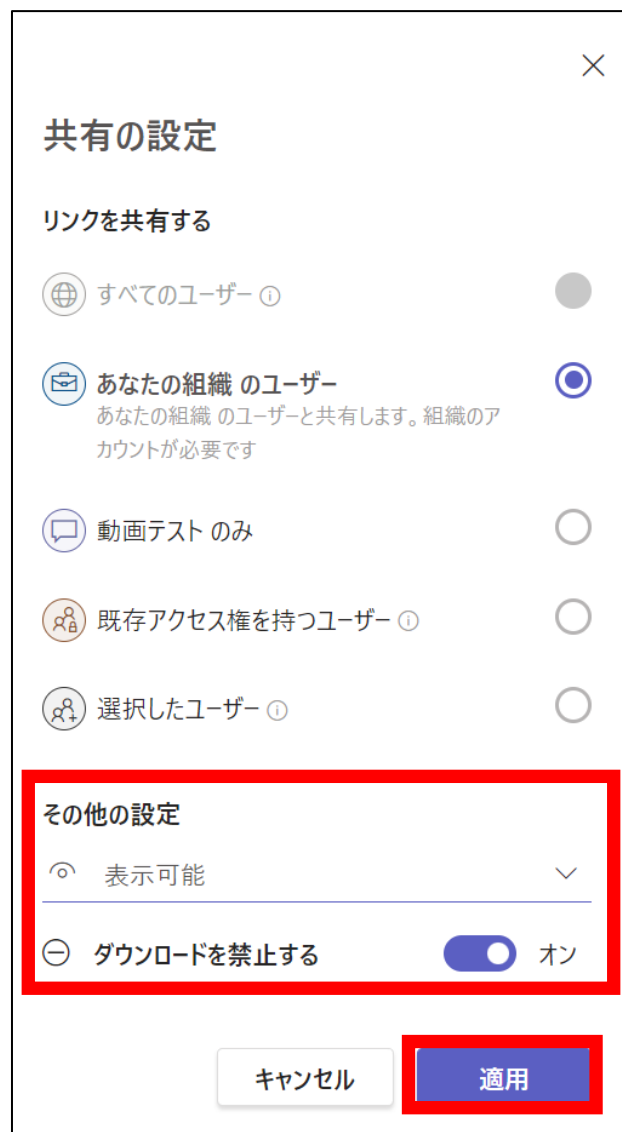 共有の設定
リンクを共有する
すべてのユーザー
あなたの組織 のユーザー
あなたの組織 のユーザーと共有します。組織のア
カウントが必要です
動画テスト のみ
既存アクセス権を持つユーザー
選択したユーザー
その他の設定
表示可能
ダウンロードを禁止する オン
キャンセル 適用